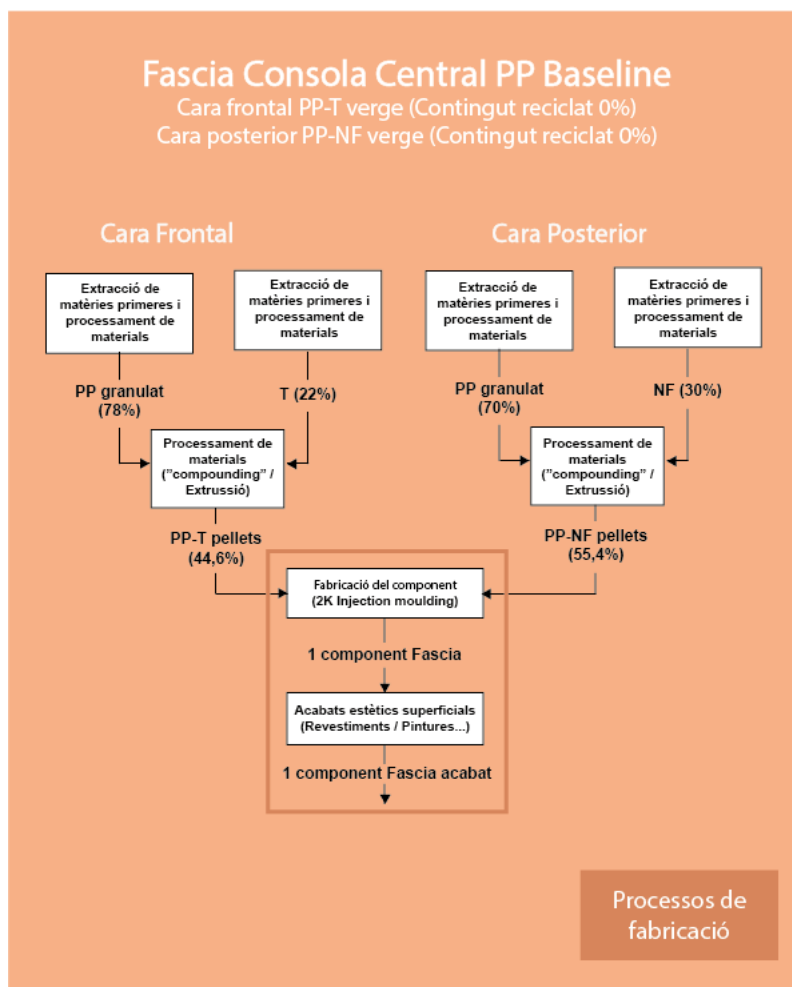 Fascia Consola Central PP Baseline
Cara frontal PP-T verge (Contingut reciclat 0%)
Cara posterior PP-NF verge (Contingut reciclat 0%)
Cara Frontal
Cara Posterior
Extracció de
matèries primeres i
processament de
materials
Extracció de
matèries primeres i
processament de
materials
Extracció de
matèries primeres i
processament de
materials
Extracció de
matèries primeres i
processament de
materials
PP granulat
(78%)
T (22%)
PP granulat
(70%)
NF (30%)
Processament de
materials
("compounding" /
Extrussió)
Processament de
materials
("compounding" /
Extrussió)
PP-T pellets
(44,6%)
PP-NF pellets
(55,4%)
Fabricació del component
(2K Injection moulding)
1 component Fascia
Acabats estètics superficials
(Revestiments / Pintures...)
1 component Fascia acabat
Processos de
fabricació